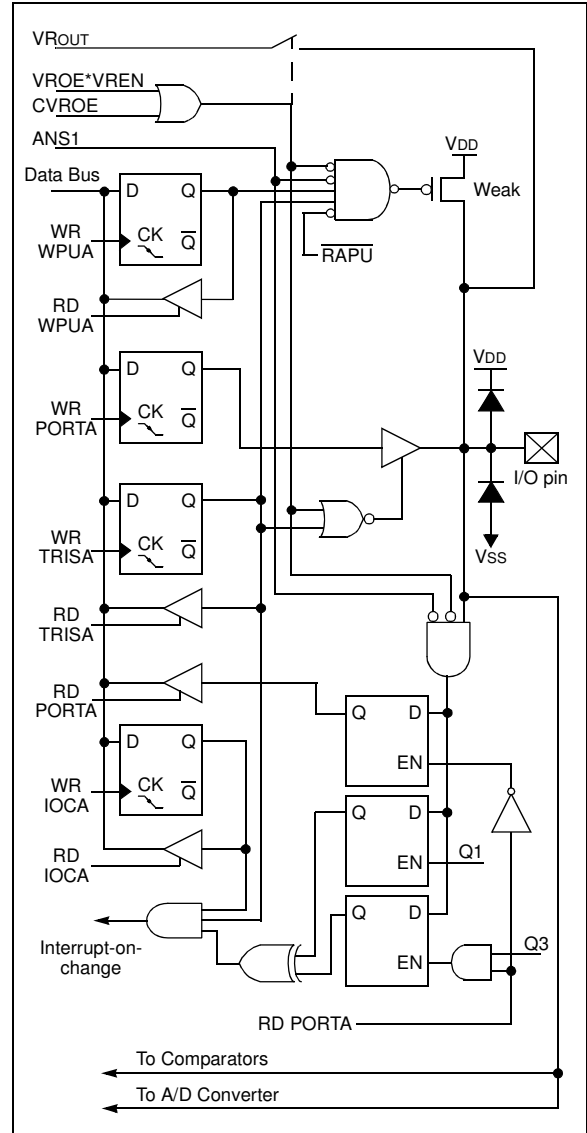 VROUT
VROE*VREN
CVROE
ANS1
Data Bus
VDD
Weak
RAPU
D Q
WR
WPUA
CK Q
RD
WPUA
D Q
WR
PORTA
CK Q
VDD
I/O pin
VSS
D Q
WR
TRISA
CK Q
RD
TRISA
RD
PORTA
Q D
EN
D Q
WR
IOCA
CK Q
Q D
EN
Q1
RD
IOCA
Q D
EN
Q3
Interrupt-on-
change
RD PORTA
To Comparators
To A/D Converter